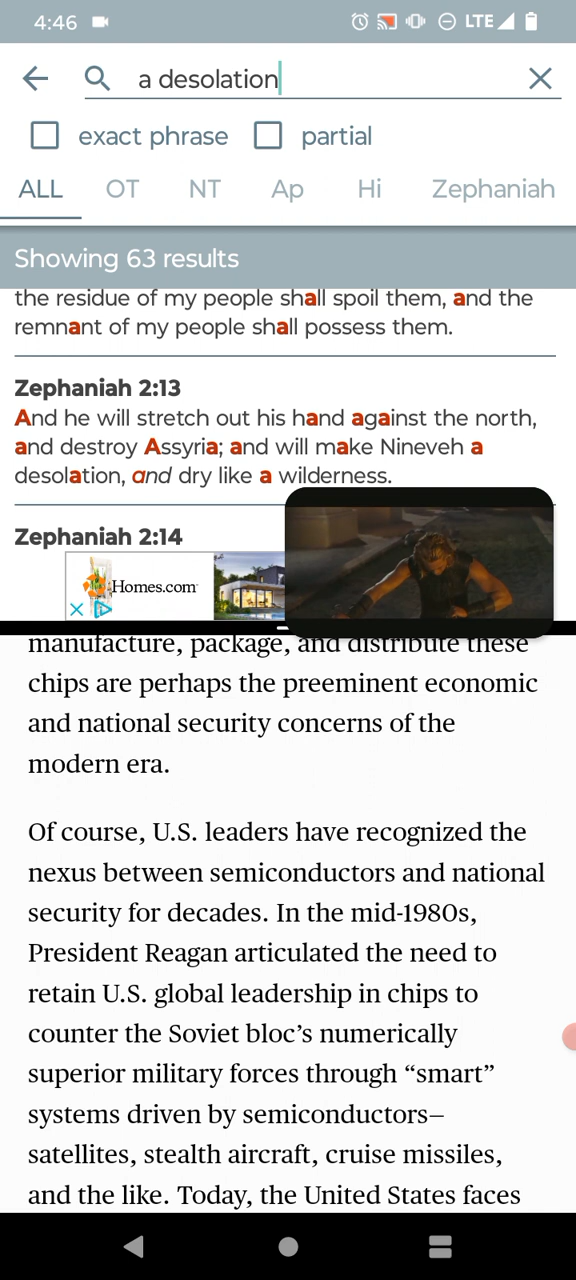 4:46 LTE
a desolation
exact phrase partial
ALL OT NT Ap Hi Zephaniah
Showing 63 results
the residue of my people shall spoil them, and the
remnant of my people shall possess them.
Zephaniah 2:13
And he will stretch out his hand against the north,
and destroy Assyria; and will make Nineveh a
desolation, and dry like a wilderness.
Zephaniah 2:14
Homes.com
manufacture, package, and distribute these
chips are perhaps the preeminent economic
and national security concerns of the
modern era.
Of course, U.S. leaders have recognized the
nexus between semiconductors and national
security for decades. In the mid-1980s,
President Reagan articulated the need to
retain U.S. global leadership in chips to
counter the Soviet bloc’s numerically
superior military forces through “smart”
systems driven by semiconductors—
satellites, stealth aircraft, cruise missiles,
and the like. Today, the United States faces